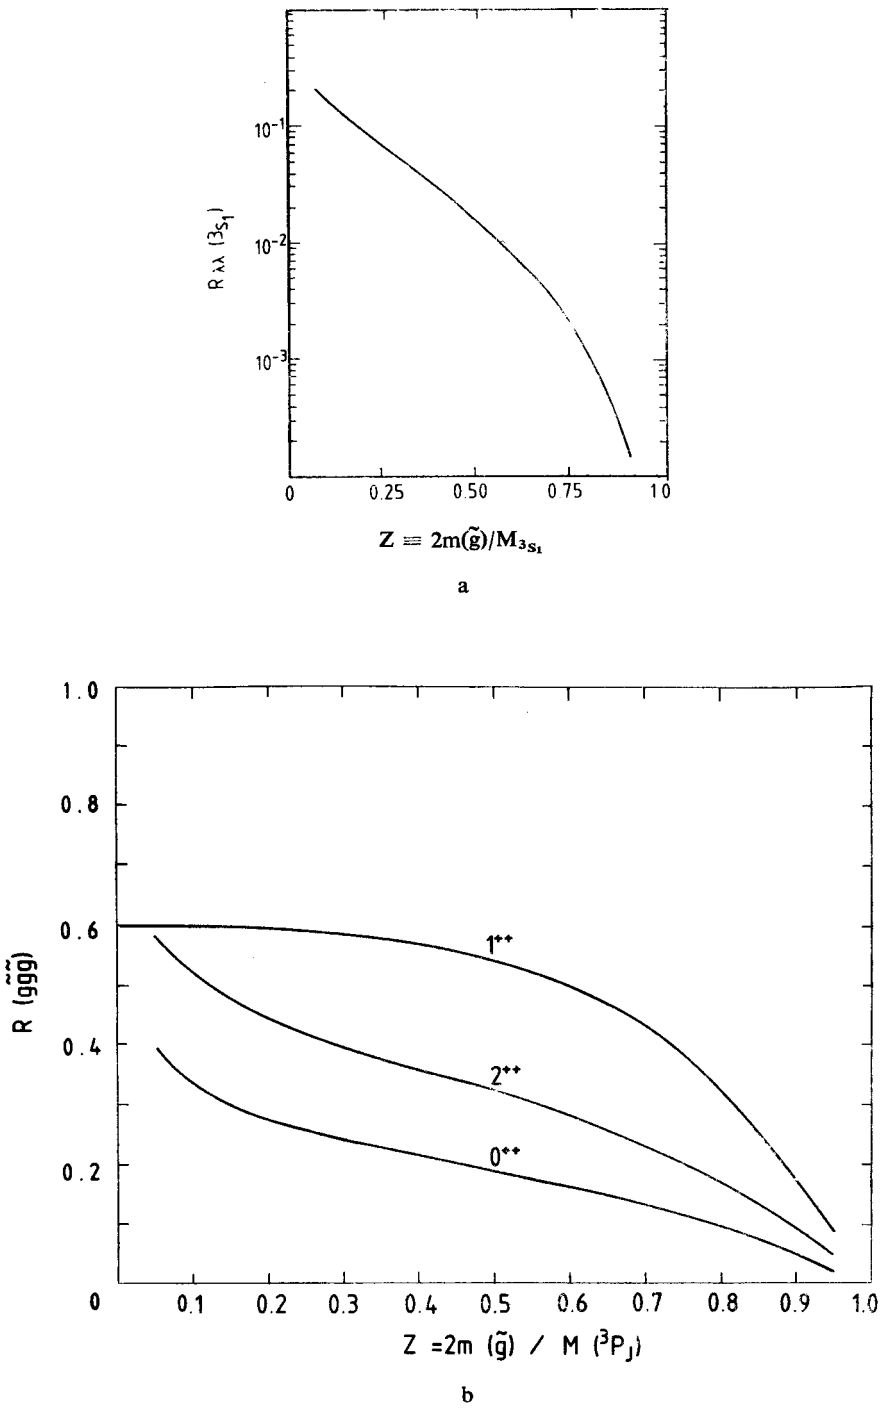 10⁻¹
10⁻²
10⁻³
R λλ (³S₁)
0 0.25 0.50 0.75 1 0
Z ≡ 2m(g̃)/M₃S₁
a
1.0
0.8
0.6
0.4
0.2
0
R (gg̃g̃)
1⁺⁺
2⁺⁺
0⁺⁺
0.1 0.2 0.3 0.4 0.5 0.6 0.7 0.8 0.9 1.0
Z =2m (g̃) / M (³PJ)
b